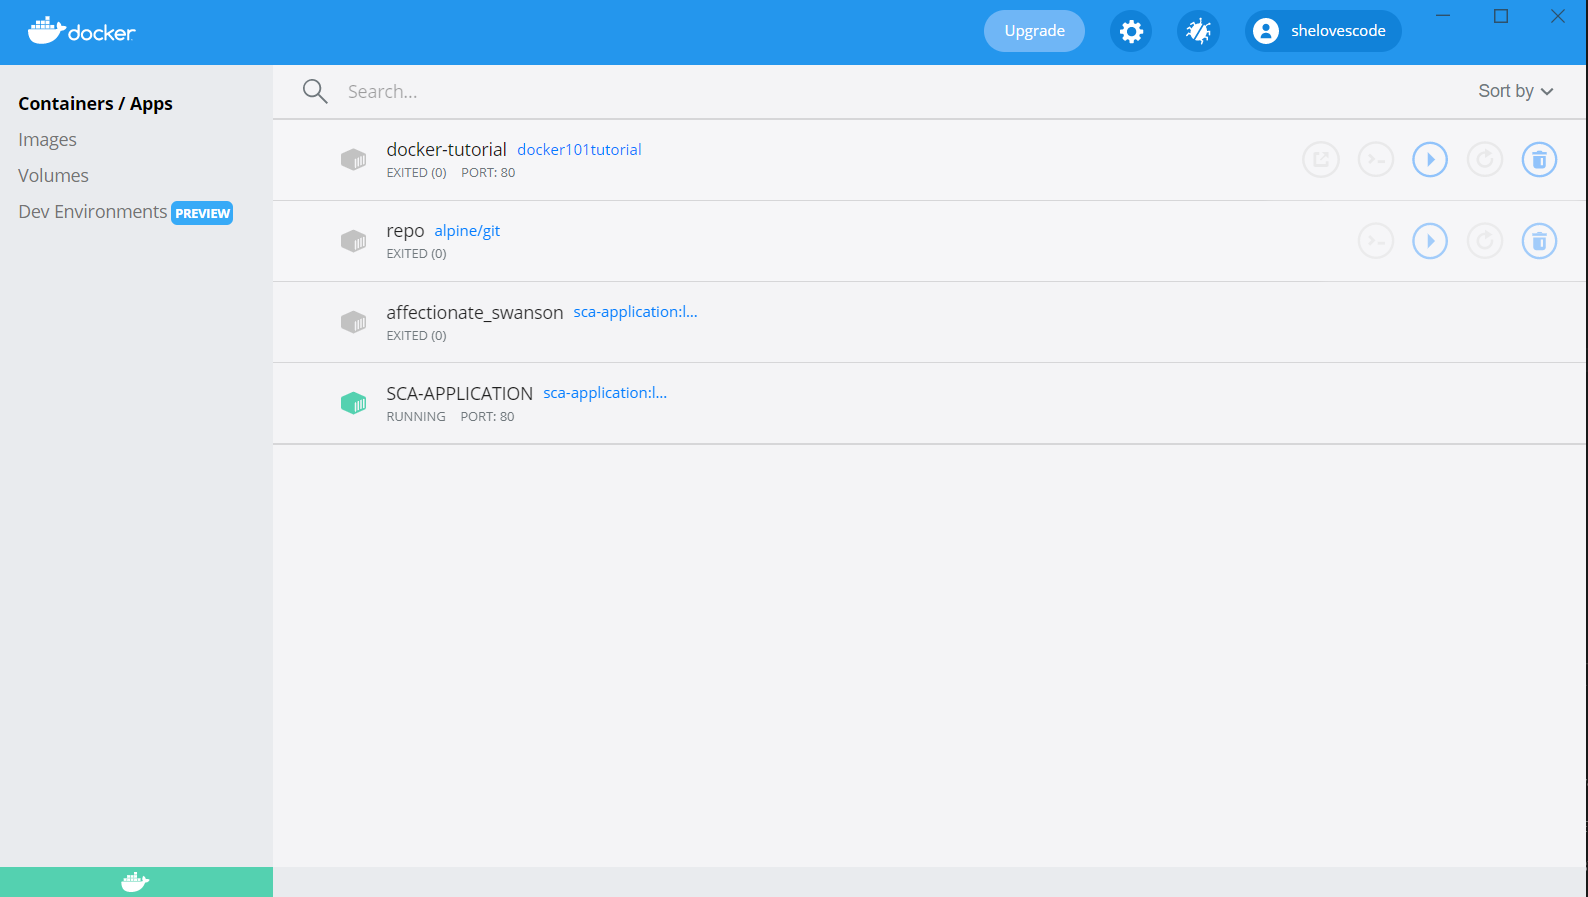 docker
Upgrade
shelovescode
Containers / Apps
Images
Volumes
Dev Environments PREVIEW
Search...
Sort by
docker-tutorial docker101tutorial
EXITED (0) PORT: 80
repo alpine/git
EXITED (0)
affectionate_swanson sca-application:l...
EXITED (0)
SCA-APPLICATION sca-application:l...
RUNNING PORT: 80